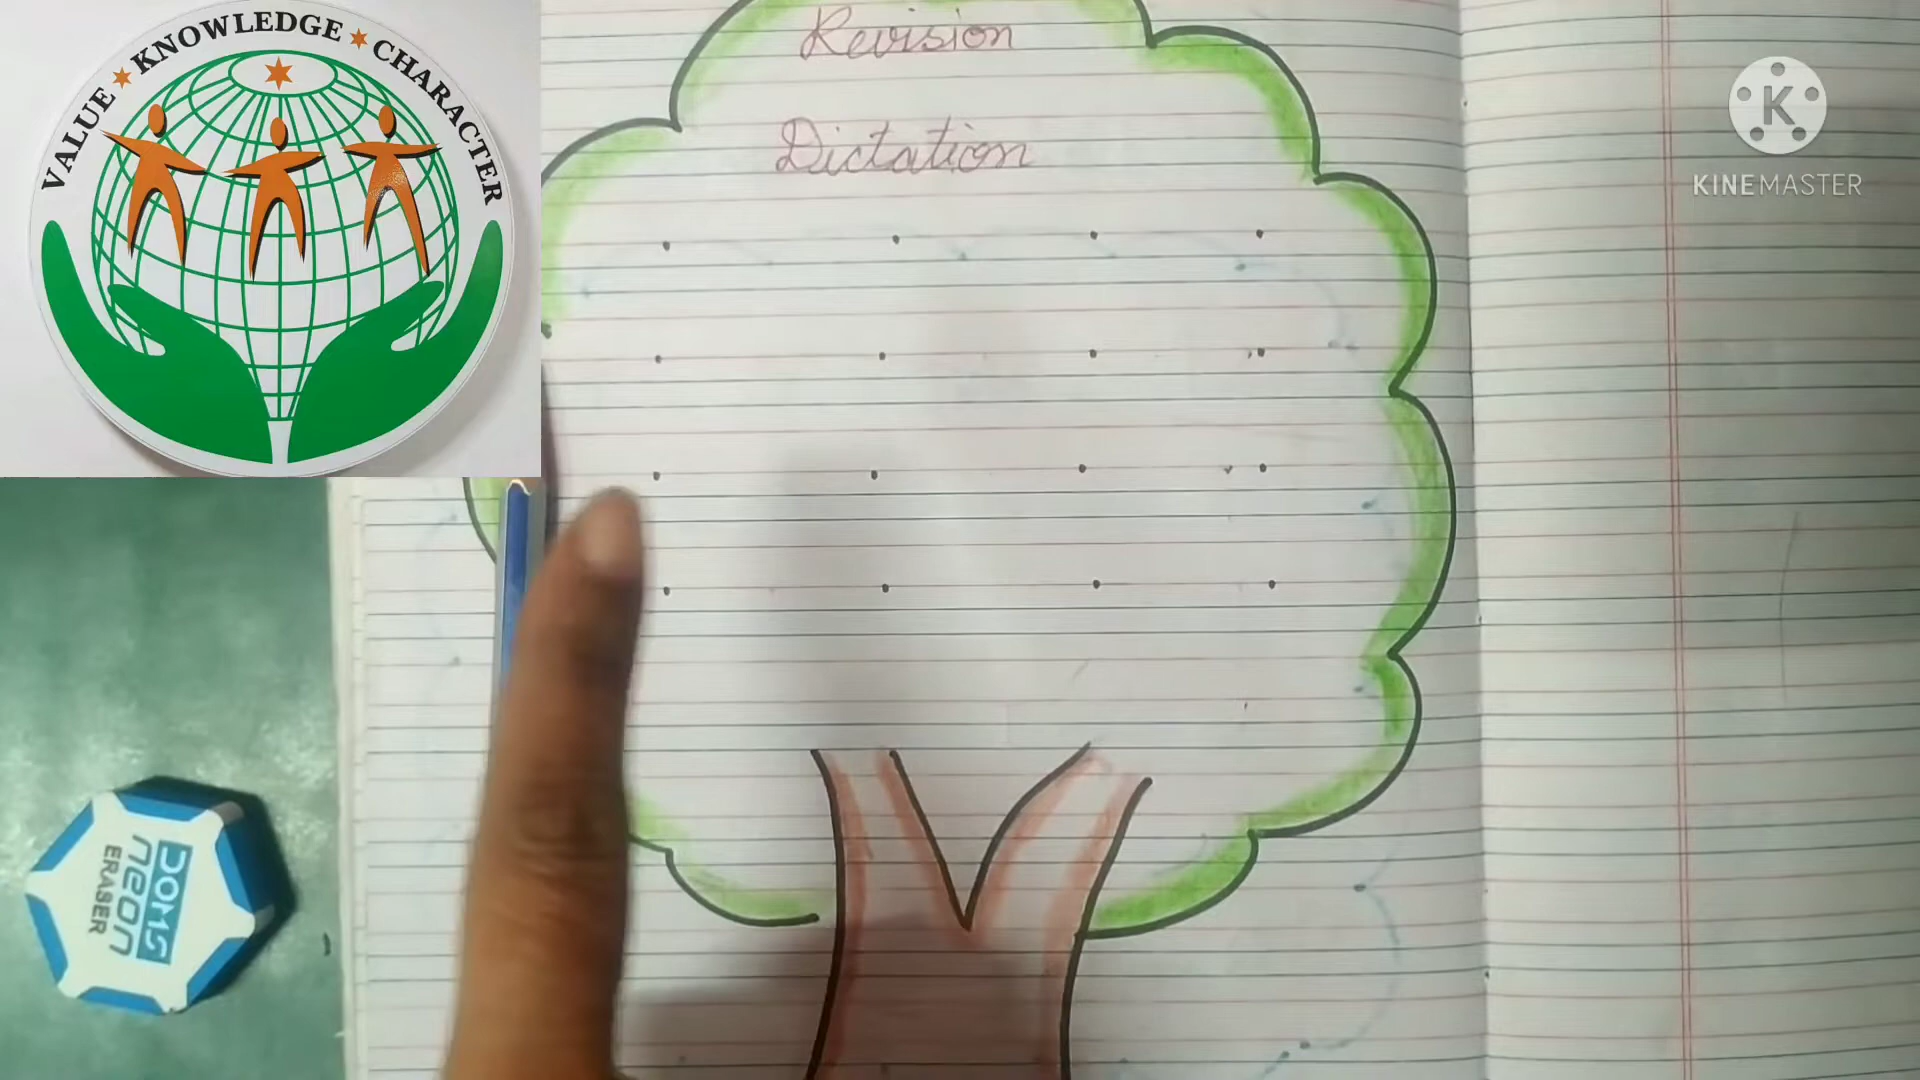 VALUE ✶ KNOWLEDGE ✶ CHARACTER
Revision
Dictation
K
KINEMASTER
DOMS
neon
ERASER